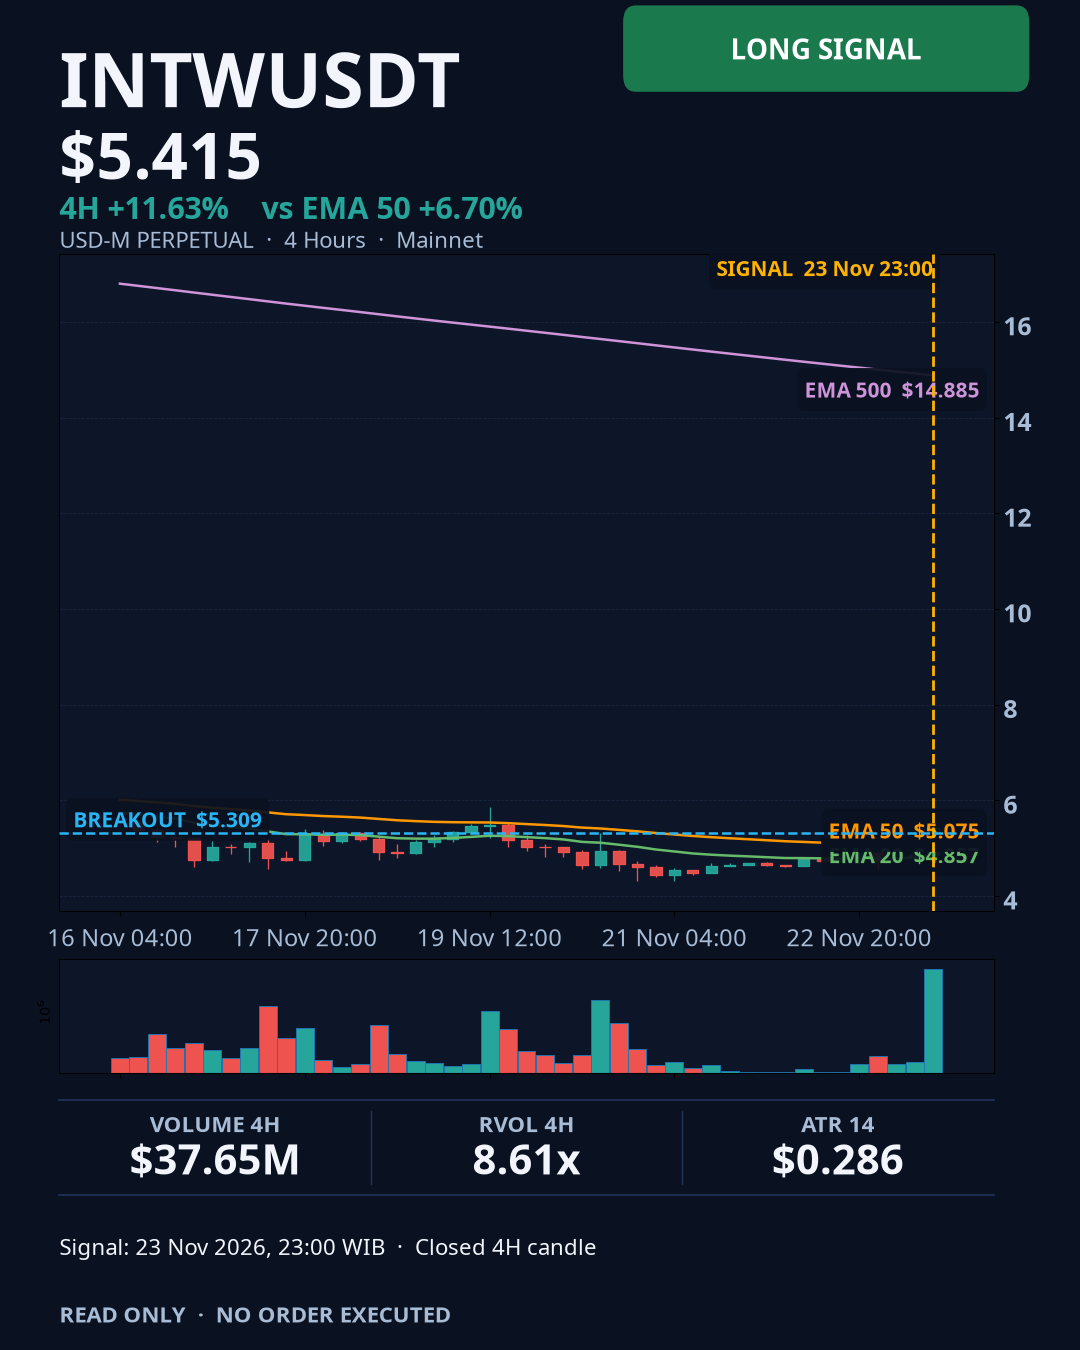 LONG SIGNAL
INTWUSDT
$5.415
4H +11.63% vs EMA 50 +6.70%
USD-M PERPETUAL · 4 Hours · Mainnet
SIGNAL 23 Nov 23:00
16
EMA 500 $14.885
14
12
10
8
6
BREAKOUT $5.309
EMA 50 $5.075
EMA 20 $4.857
4
16 Nov 04:00 17 Nov 20:00 19 Nov 12:00 21 Nov 04:00 22 Nov 20:00
10⁶
VOLUME 4H RVOL 4H ATR 14
$37.65M 8.61x $0.286
Signal: 23 Nov 2026, 23:00 WIB · Closed 4H candle
READ ONLY · NO ORDER EXECUTED